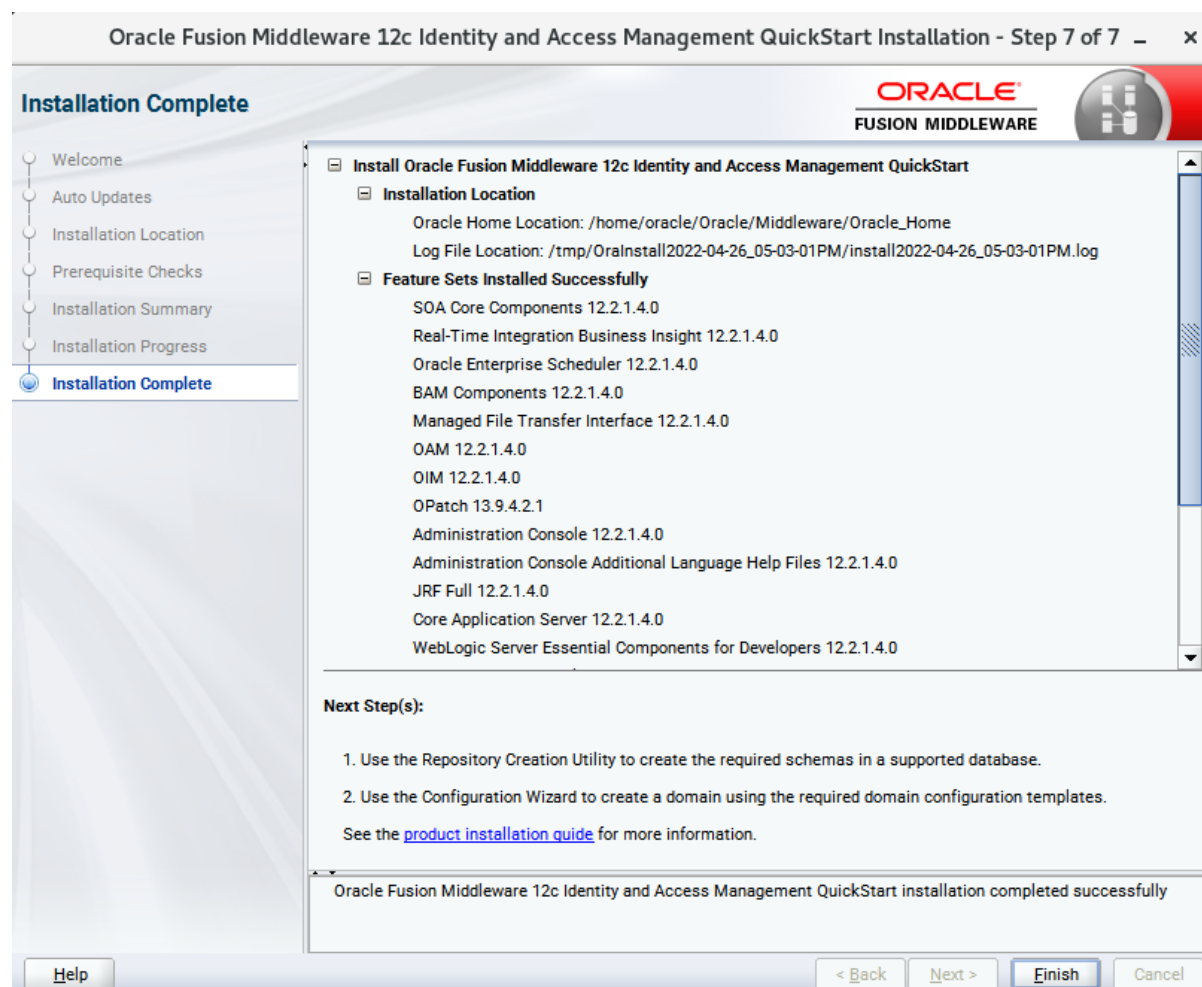 Oracle Fusion Middleware 12c Identity and Access Management QuickStart Installation - Step 7 of 7
Installation Complete
ORACLE
FUSION MIDDLEWARE
Welcome
Auto Updates
Installation Location
Prerequisite Checks
Installation Summary
Installation Progress
Installation Complete
Install Oracle Fusion Middleware 12c Identity and Access Management QuickStart
Installation Location
Oracle Home Location: /home/oracle/Oracle/Middleware/Oracle_Home
Log File Location: /tmp/OraInstall2022-04-26_05-03-01PM/install2022-04-26_05-03-01PM.log
Feature Sets Installed Successfully
SOA Core Components 12.2.1.4.0
Real-Time Integration Business Insight 12.2.1.4.0
Oracle Enterprise Scheduler 12.2.1.4.0
BAM Components 12.2.1.4.0
Managed File Transfer Interface 12.2.1.4.0
OAM 12.2.1.4.0
OIM 12.2.1.4.0
OPatch 13.9.4.2.1
Administration Console 12.2.1.4.0
Administration Console Additional Language Help Files 12.2.1.4.0
JRF Full 12.2.1.4.0
Core Application Server 12.2.1.4.0
WebLogic Server Essential Components for Developers 12.2.1.4.0
Next Step(s):
1. Use the Repository Creation Utility to create the required schemas in a supported database.
2. Use the Configuration Wizard to create a domain using the required domain configuration templates.
See the product installation guide for more information.
Oracle Fusion Middleware 12c Identity and Access Management QuickStart installation completed successfully
Help
< Back
Next >
Finish
Cancel